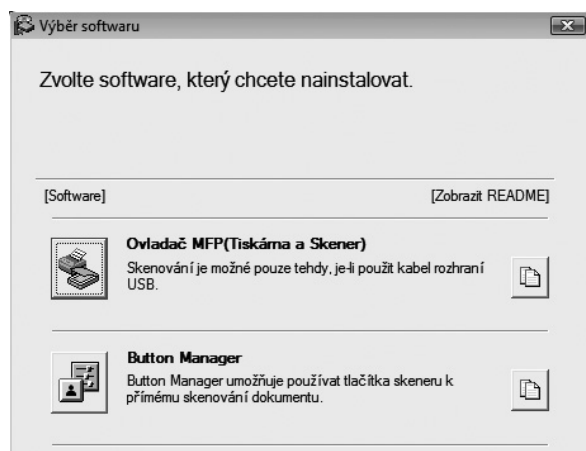 Výběr softwaru
Zvolte software, který chcete nainstalovat.
[Software] [Zobrazit README]
Ovladač MFP(Tiskárna a Skener)
Skenování je možné pouze tehdy, je-li použit kabel rozhraní
USB.
Button Manager
Button Manager umožňuje používat tlačítka skeneru k
přímému skenování dokumentu.